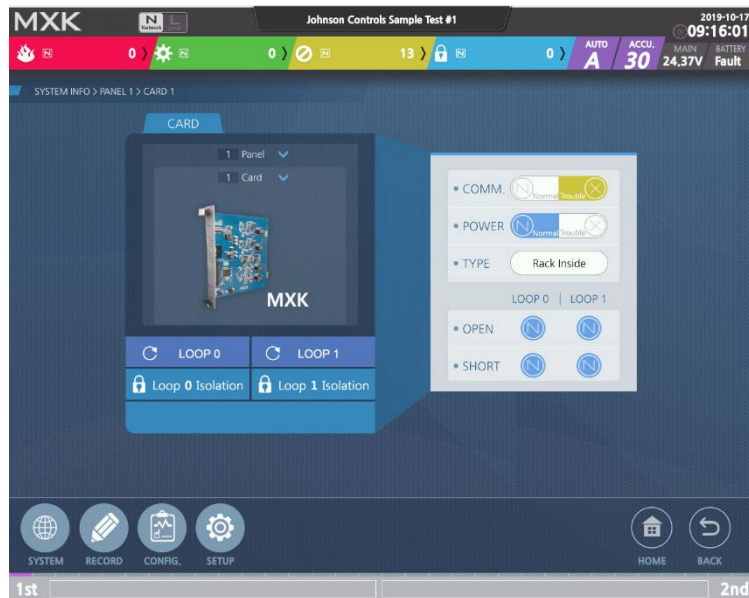 MXK
N
Network
L
Johnson Controls Sample Test #1
2019-10-17
09:16:01
N 0
N 0
N 13
N 0
AUTO
A
ACCU.
30
MAIN
24.37V
BATTERY
Fault
SYSTEM INFO > PANEL 1 > CARD 1
CARD
1 Panel
1 Card
MXK
LOOP 0
LOOP 1
Loop 0 Isolation
Loop 1 Isolation
COMM. N Normal Trouble
POWER N Normal Trouble
TYPE Rack Inside
LOOP 0 | LOOP 1
OPEN N N
SHORT N N
SYSTEM
RECORD
CONFIG.
SETUP
HOME
BACK
1st
2nd